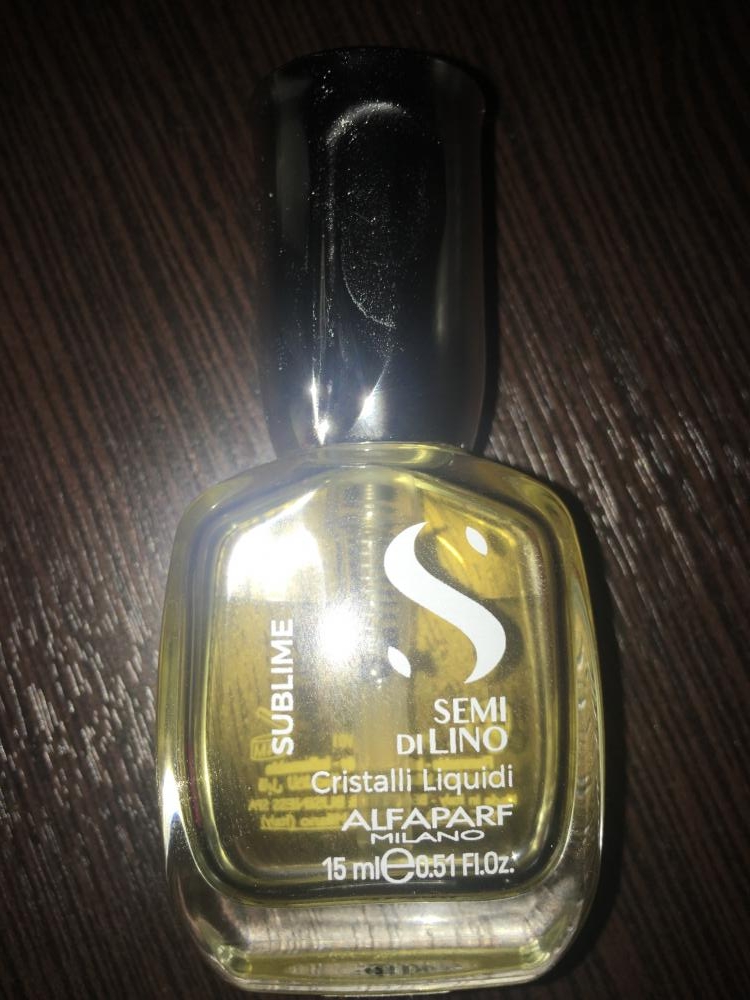 SUBLIME
SEMI
DI LINO
Cristalli Liquidi
ALFAPARF
MILANO
15 ml e 0.51 Fl.Oz.